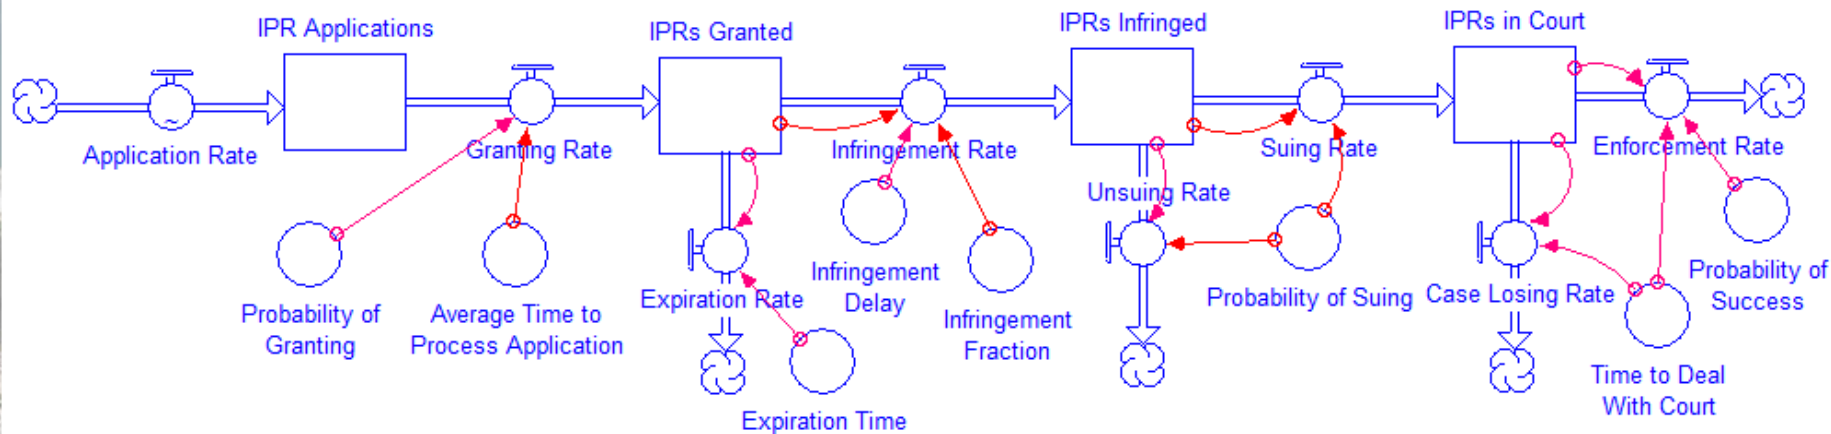 IPR Applications
IPRs Granted
IPRs Infringed
IPRs in Court
Application Rate
Granting Rate
Infringement Rate
Suing Rate
Enforcement Rate
Unsuing Rate
Probability of
Granting
Average Time to
Process Application
Expiration Rate
Infringement
Delay
Infringement
Fraction
Probability of Suing
Case Losing Rate
Probability of
Success
Expiration Time
Time to Deal
With Court